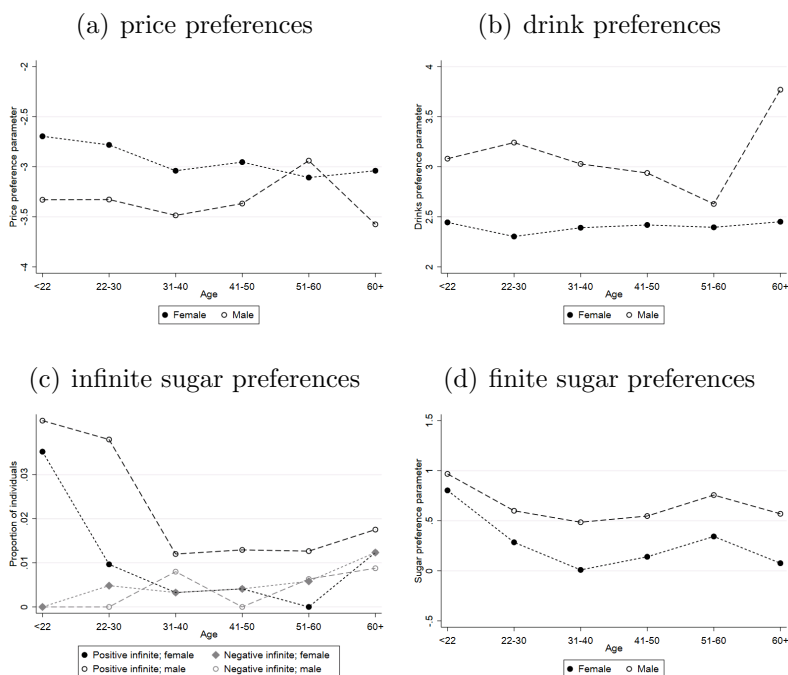 (a) price preferences
(b) drink preferences
Price preference parameter
-2
-2.5
-3
-3.5
-4
<22
22-30
31-40
41-50
51-60
60+
Age
Female
Male
Drinks preference parameter
4
3.5
3
2.5
2
<22
22-30
31-40
41-50
51-60
60+
Age
Female
Male
(c) infinite sugar preferences
(d) finite sugar preferences
Proportion of individuals
.03
.02
.01
0
<22
22-30
31-40
41-50
51-60
60+
Age
Positive infinite; female
Negative infinite; female
Positive infinite; male
Negative infinite; male
Sugar preference parameter
1.5
1
.5
0
-.5
<22
22-30
31-40
41-50
51-60
60+
Age
Female
Male